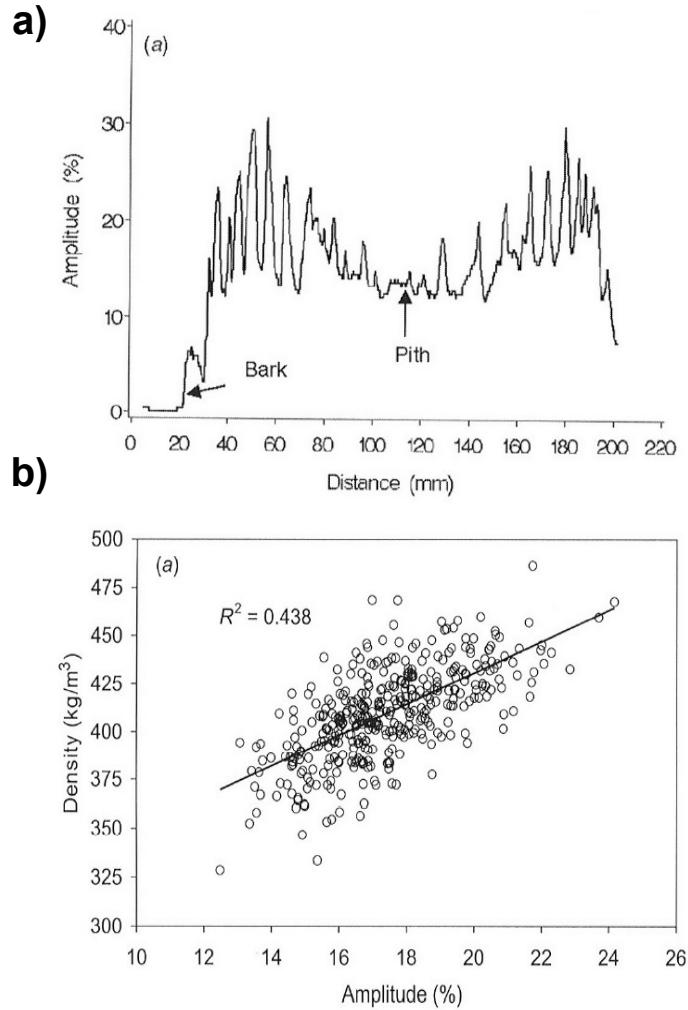 a)
(a)
40
30
20
10
0
Amplitude (%)
Bark
Pith
0 20 40 60 80 100 120 140 160 180 200 220
Distance (mm)
b)
(a)
R² = 0.438
500
475
450
425
400
375
350
325
300
Density (kg/m³)
10 12 14 16 18 20 22 24 26
Amplitude (%)